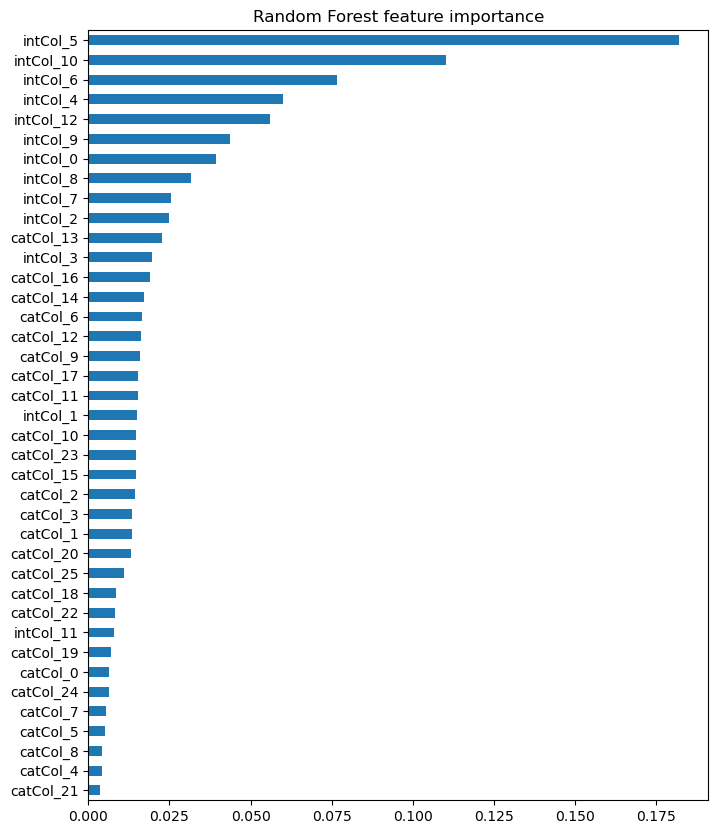 Random Forest feature importance
intCol_5
intCol_10
intCol_6
intCol_4
intCol_12
intCol_9
intCol_0
intCol_8
intCol_7
intCol_2
catCol_13
intCol_3
catCol_16
catCol_14
catCol_6
catCol_12
catCol_9
catCol_17
catCol_11
intCol_1
catCol_10
catCol_23
catCol_15
catCol_2
catCol_3
catCol_1
catCol_20
catCol_25
catCol_18
catCol_22
intCol_11
catCol_19
catCol_0
catCol_24
catCol_7
catCol_5
catCol_8
catCol_4
catCol_21
0.000 0.025 0.050 0.075 0.100 0.125 0.150 0.175